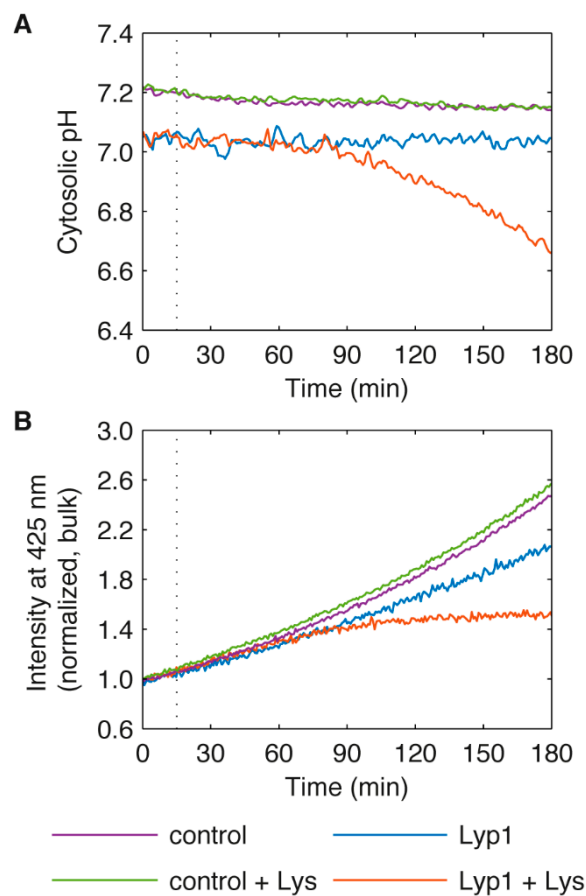 A
7.4
7.2
7.0
6.8
6.6
6.4
Cytosolic pH
0 30 60 90 120 150 180
Time (min)
B
3.0
2.6
2.2
1.8
1.4
1.0
0.6
Intensity at 425 nm
(normalized, bulk)
0 30 60 90 120 150 180
Time (min)
control Lyp1
control + Lys Lyp1 + Lys